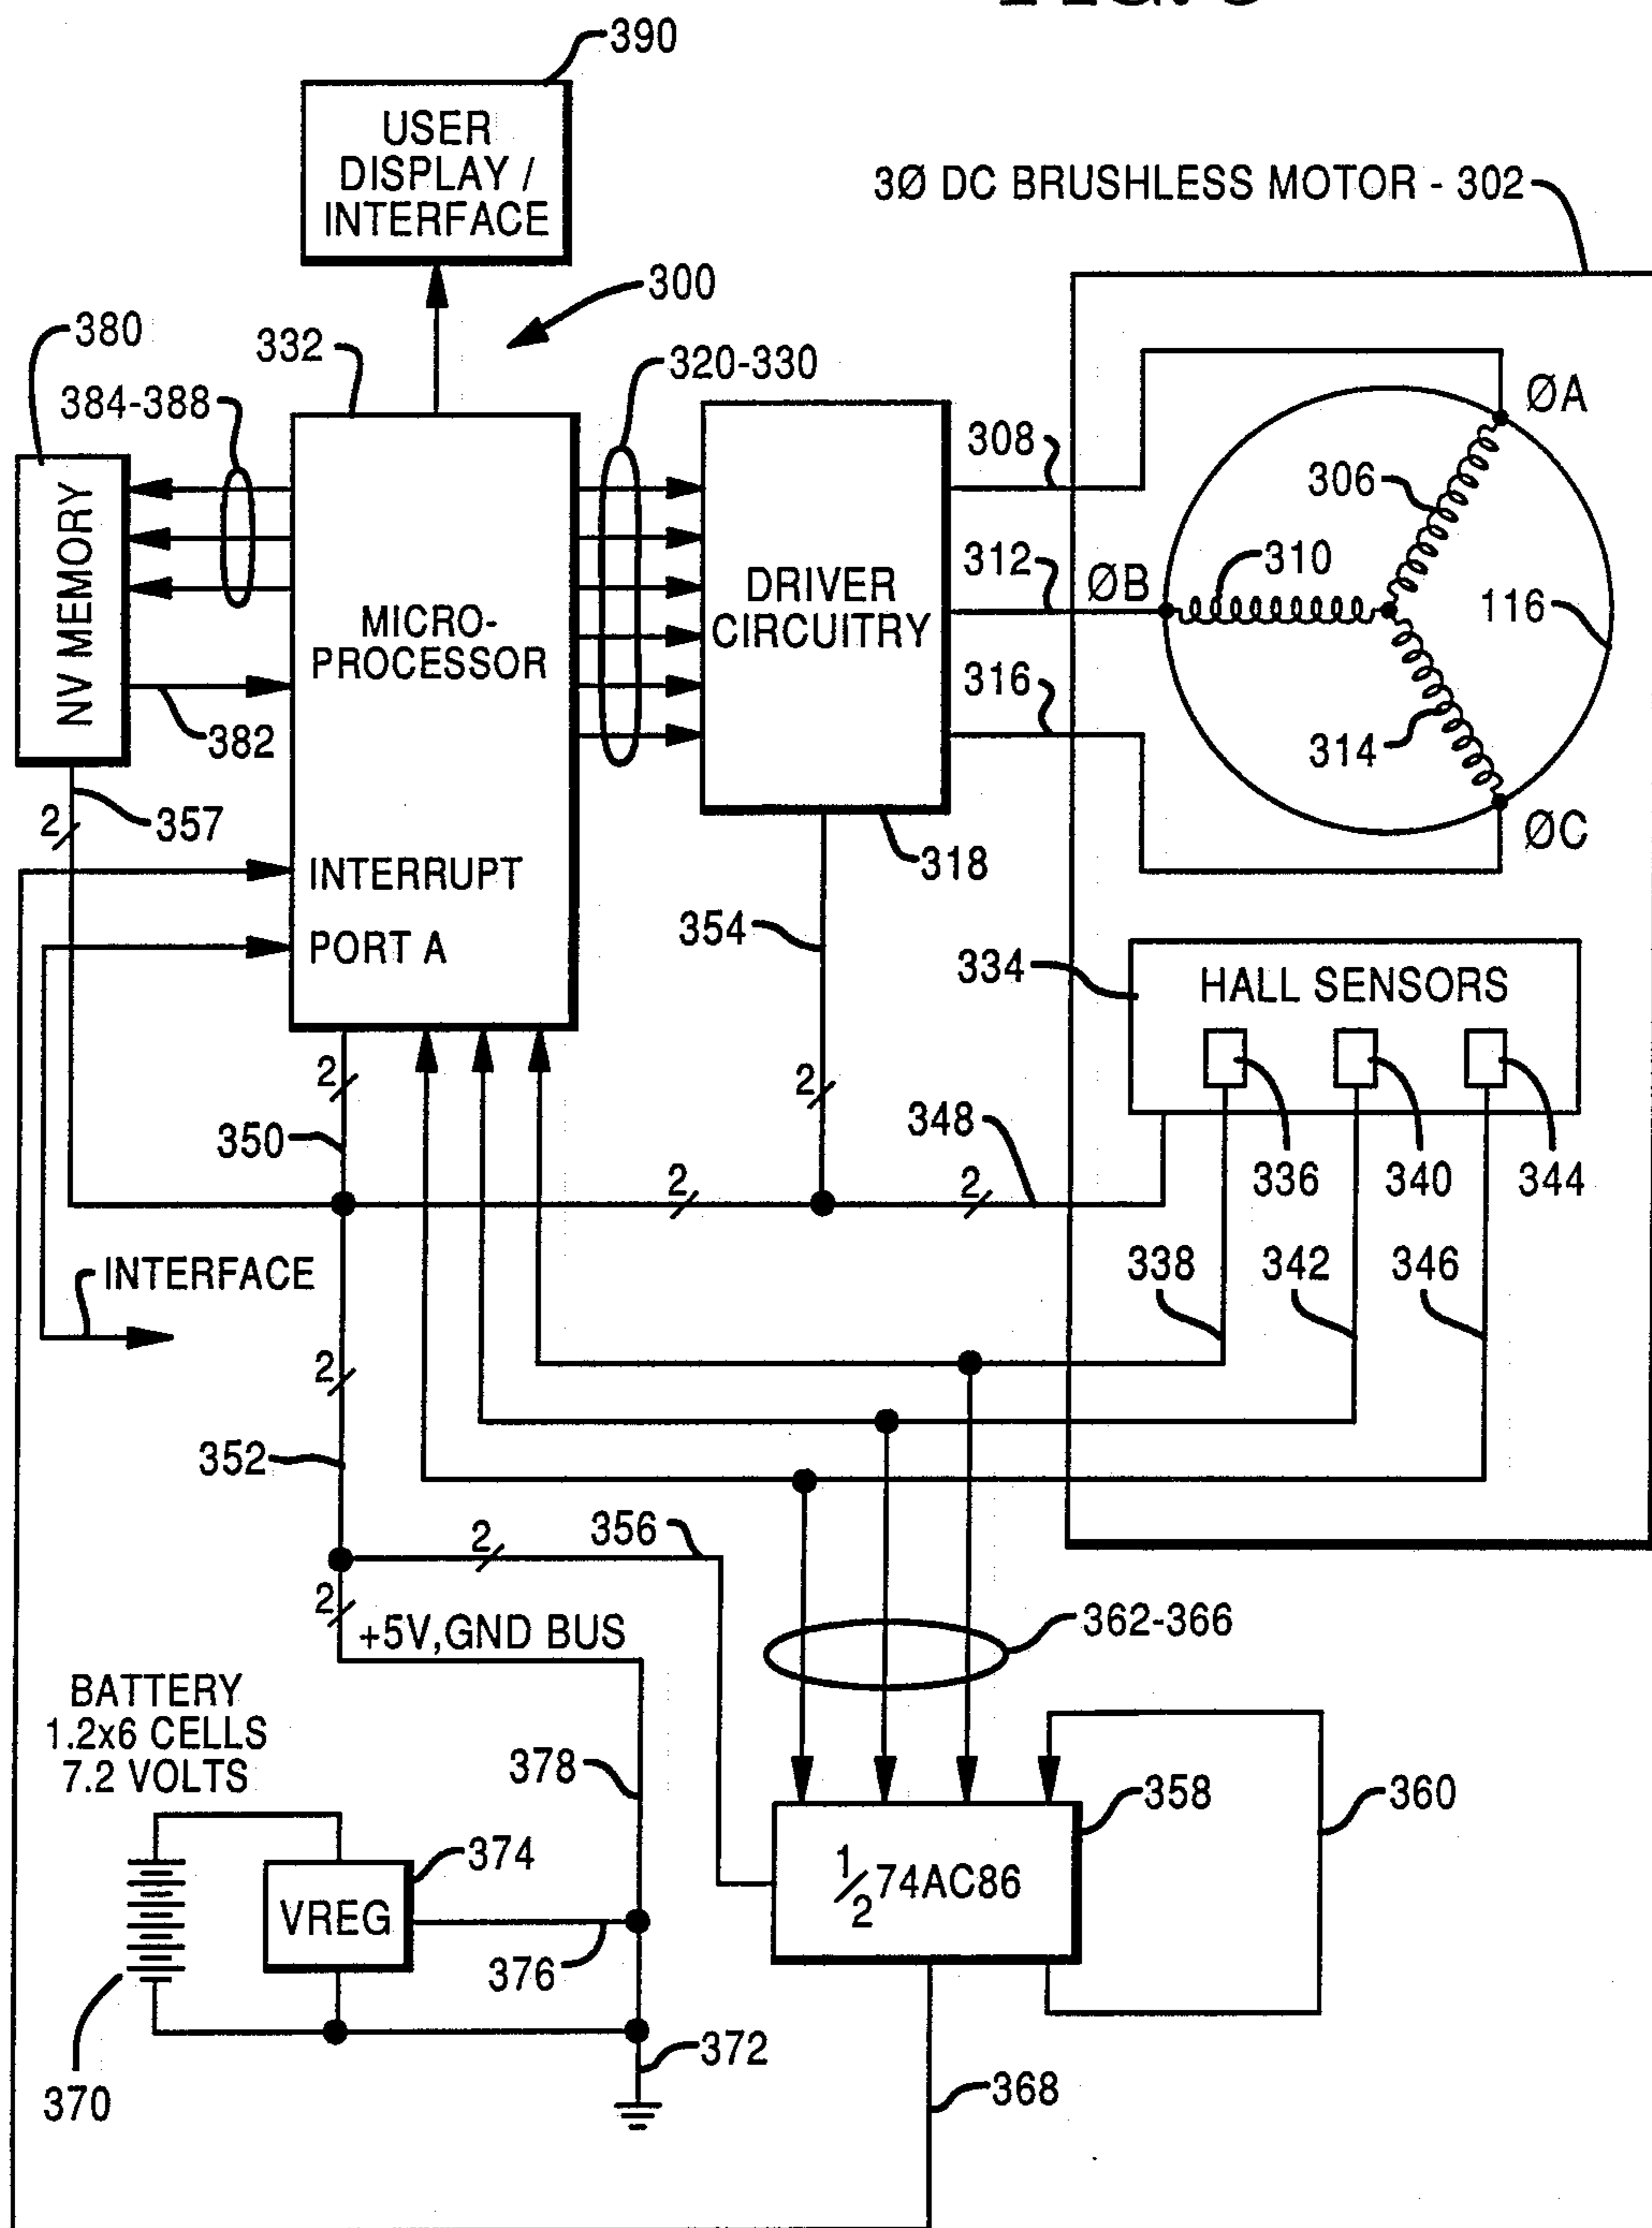 390
USER
DISPLAY /
INTERFACE
3Ø DC BRUSHLESS MOTOR - 302
300
380
332
320-330
384-388
ØA
308
306
NV MEMORY
MICRO-
PROCESSOR
DRIVER
CIRCUITRY
312
ØB
310
116
316
314
382
ØC
2
357
318
INTERRUPT
354
PORT A
334
HALL SENSORS
2
2
350
348
336
340
344
2
2
INTERFACE
338
342
346
2
352
2
356
2
+5V,GND BUS
362-366
BATTERY
1.2x6 CELLS
7.2 VOLTS
378
358
360
374
VREG
1/2 74AC86
376
372
370
368